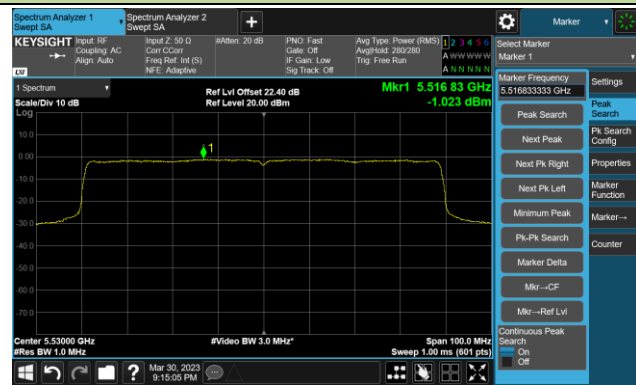 Spectrum Analyzer 1
Swept SA
Spectrum Analyzer 2
Swept SA
Marker
KEYSIGHT
Input: RF
Coupling: AC
Align: Auto
Input Z: 50 Ω
Corr CCorr
Freq Ref: Int (S)
NFE: Adaptive
#Atten: 20 dB
PNO: Fast
Gate: Off
IF Gain: Low
Sig Track: Off
Avg Type: Power (RMS)
Avg|Hold: 280/280
Trig: Free Run
1 2 3 4 5 6
A W W W W W
A N N N N N
LXI
Select Marker
Marker 1
1 Spectrum
Scale/Div 10 dB
Log
Ref Lvl Offset 22.40 dB
Ref Level 20.00 dBm
Mkr1 5.516 83 GHz
-1.023 dBm
10.0
0.00
-10.0
-20.0
-30.0
-40.0
-50.0
-60.0
-70.0
1
Center 5.53000 GHz
#Res BW 1.0 MHz
#Video BW 3.0 MHz*
Span 100.0 MHz
Sweep 1.00 ms (601 pts)
Marker Frequency
5.516833333 GHz
Peak Search
Next Peak
Next Pk Right
Next Pk Left
Minimum Peak
Pk-Pk Search
Marker Delta
Mkr→CF
Mkr→Ref Lvl
Continuous Peak
Search
On
Off
Settings
Peak
Search
Pk Search
Config
Properties
Marker
Function
Marker→
Counter
?
Mar 30, 2023
9:15:05 PM